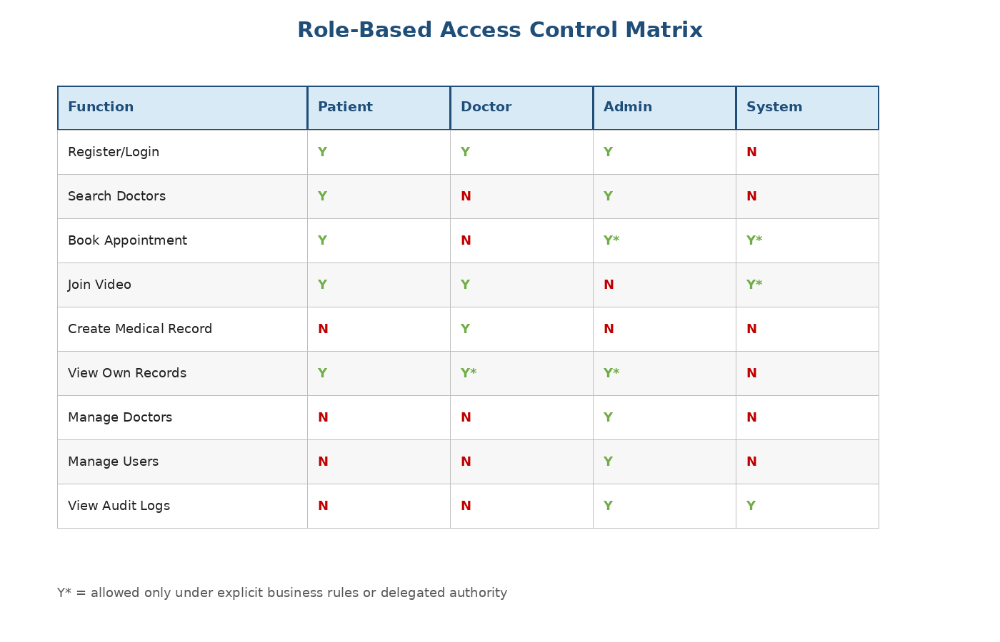 Role-Based Access Control Matrix
Function Patient Doctor Admin System
Register/Login Y Y Y N
Search Doctors Y N Y N
Book Appointment Y N Y* Y*
Join Video Y Y N Y*
Create Medical Record N Y N N
View Own Records Y Y* Y* N
Manage Doctors N N Y N
Manage Users N N Y N
View Audit Logs N N Y Y
Y* = allowed only under explicit business rules or delegated authority